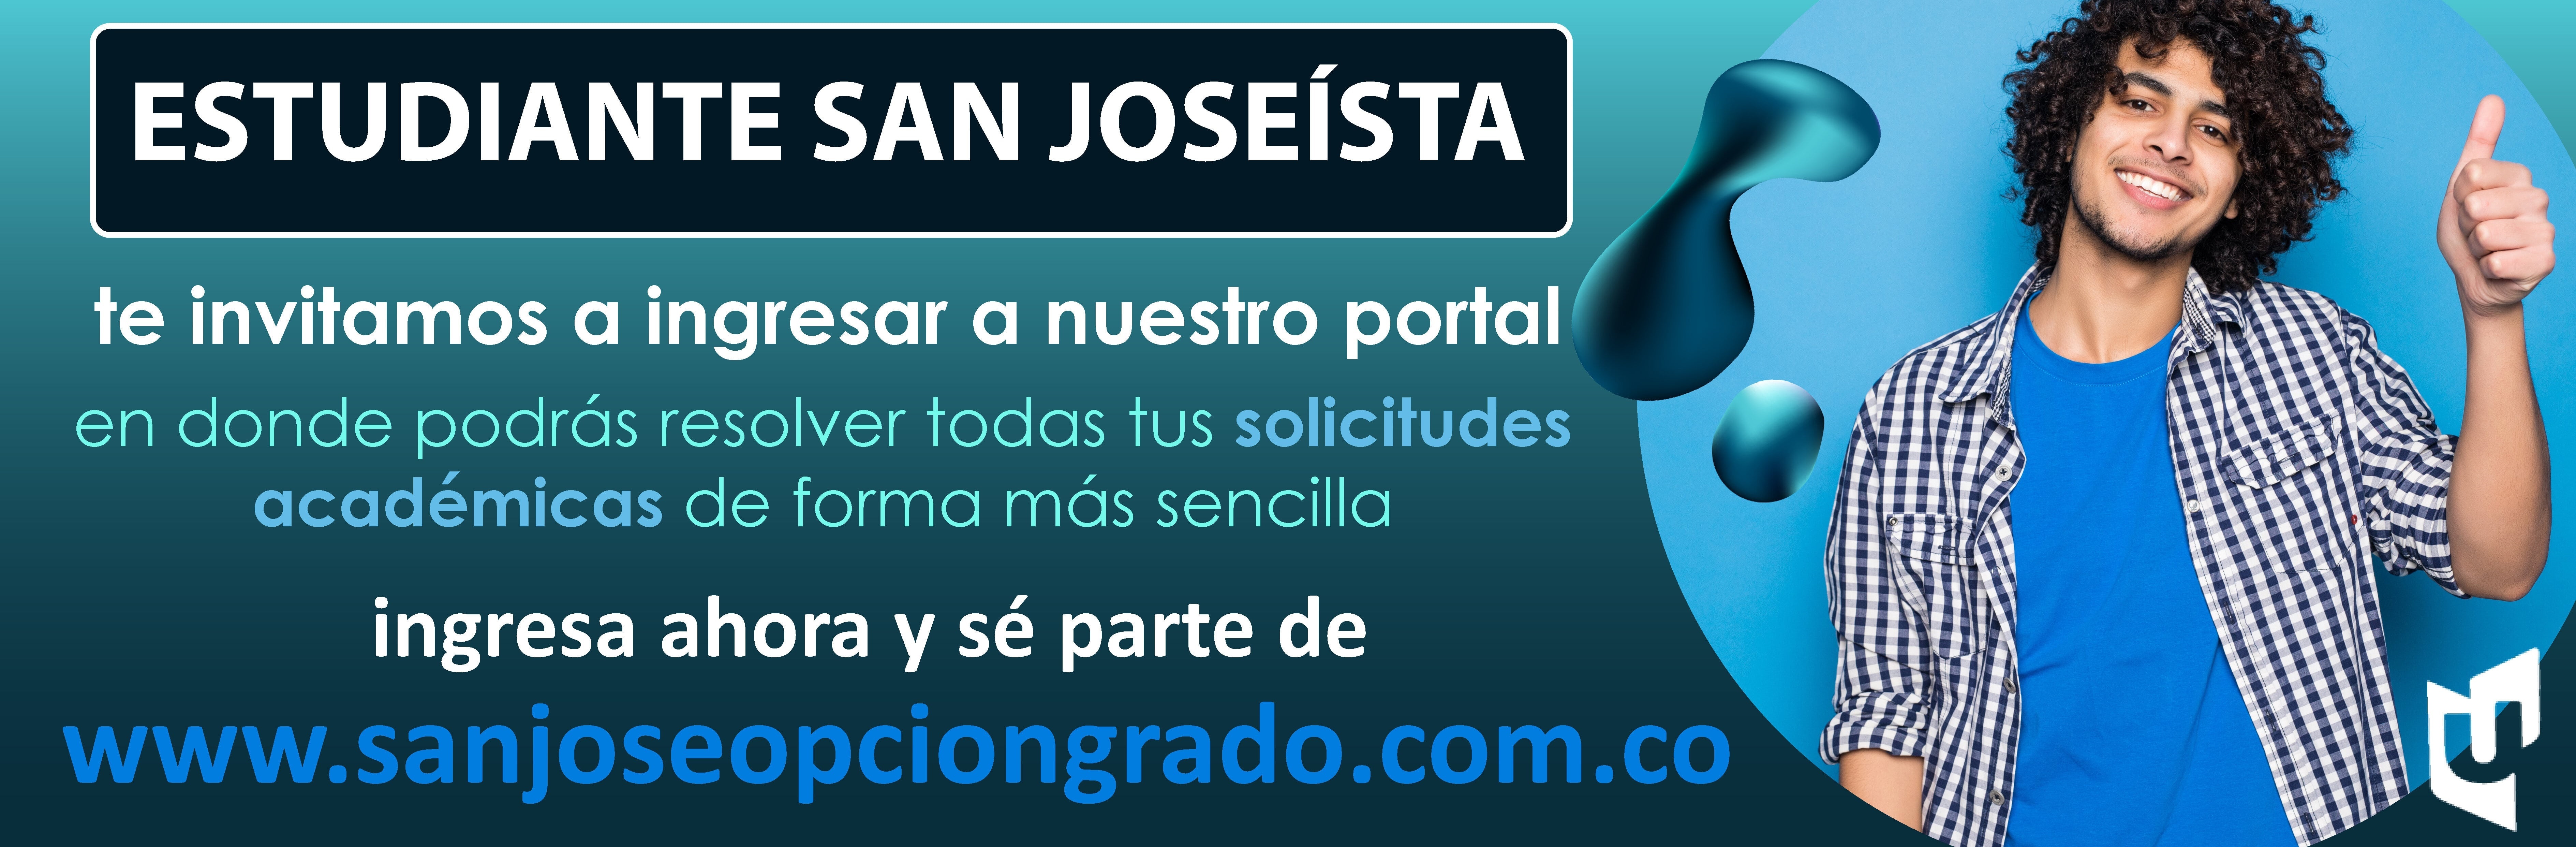 ESTUDIANTE SAN JOSEÍSTA
te invitamos a ingresar a nuestro portal
en donde podrás resolver todas tus solicitudes
académicas de forma más sencilla
ingresa ahora y sé parte de
www.sanjoseopciongrado.com.co